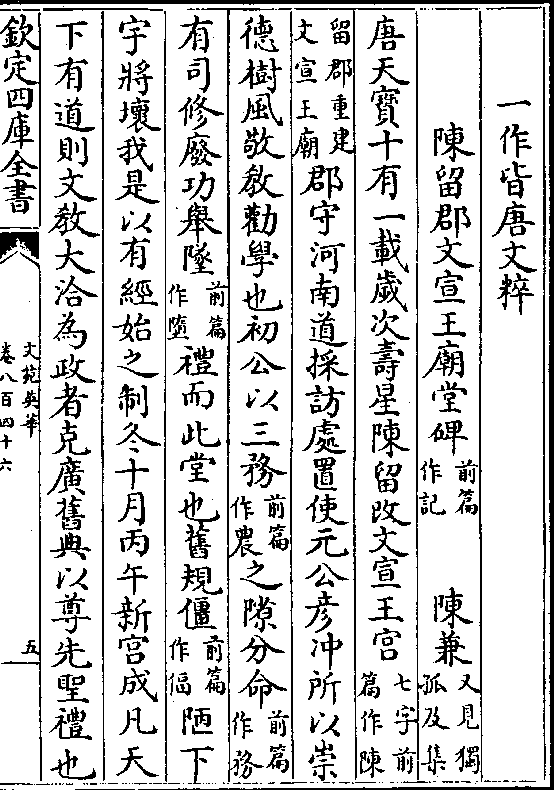 一作皆唐文粹
陳留郡文宣王廟堂碑前篇作記　陳兼又見獨孤及集
唐天寶十有一載歲次壽星陳留改文宣王宮七字前篇作陳
留郡重建文宣王廟郡守河南道採訪處置使元公彦冲所以崇
德樹風敬敎勸學也初公以三務前篇作農之隙分命前篇作務
有司修廢功舉墜前篇作墮禮而此堂也舊規僵前篇作偪陋下
宇將壞我是以有經始之制冬十月丙午新宮成凡天
下有道則文敎大洽為政者克廣舊典以尊先聖禮也
欽定四庫全書
文苑英華
卷八百四十六
五